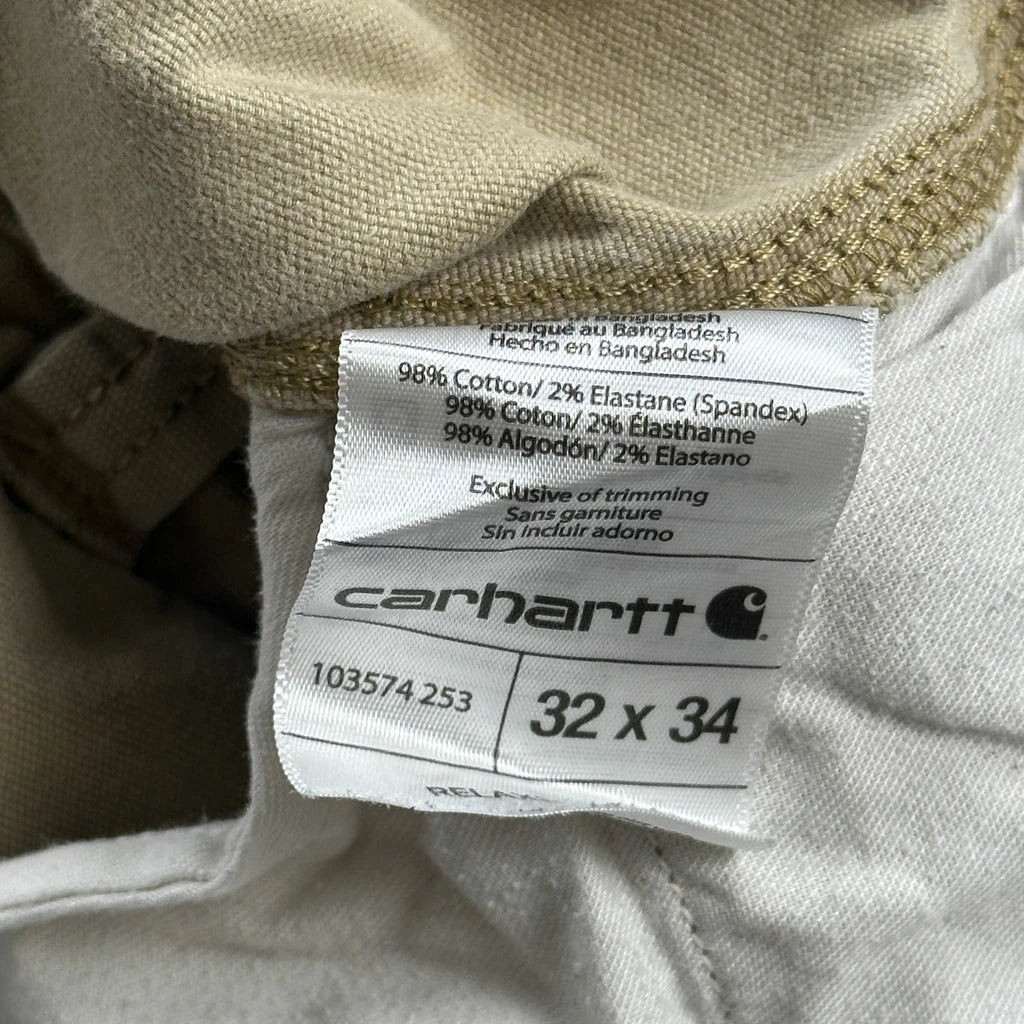 Bangladesh
Fabriqué au Bangladesh
Hecho en Bangladesh
98% Cotton/ 2% Elastane (Spandex)
98% Coton/ 2% Élasthanne
98% Algodón/ 2% Elastano
Exclusive of trimming
Sans garniture
Sin incluir adorno
carhartt
103574 253
32 x 34